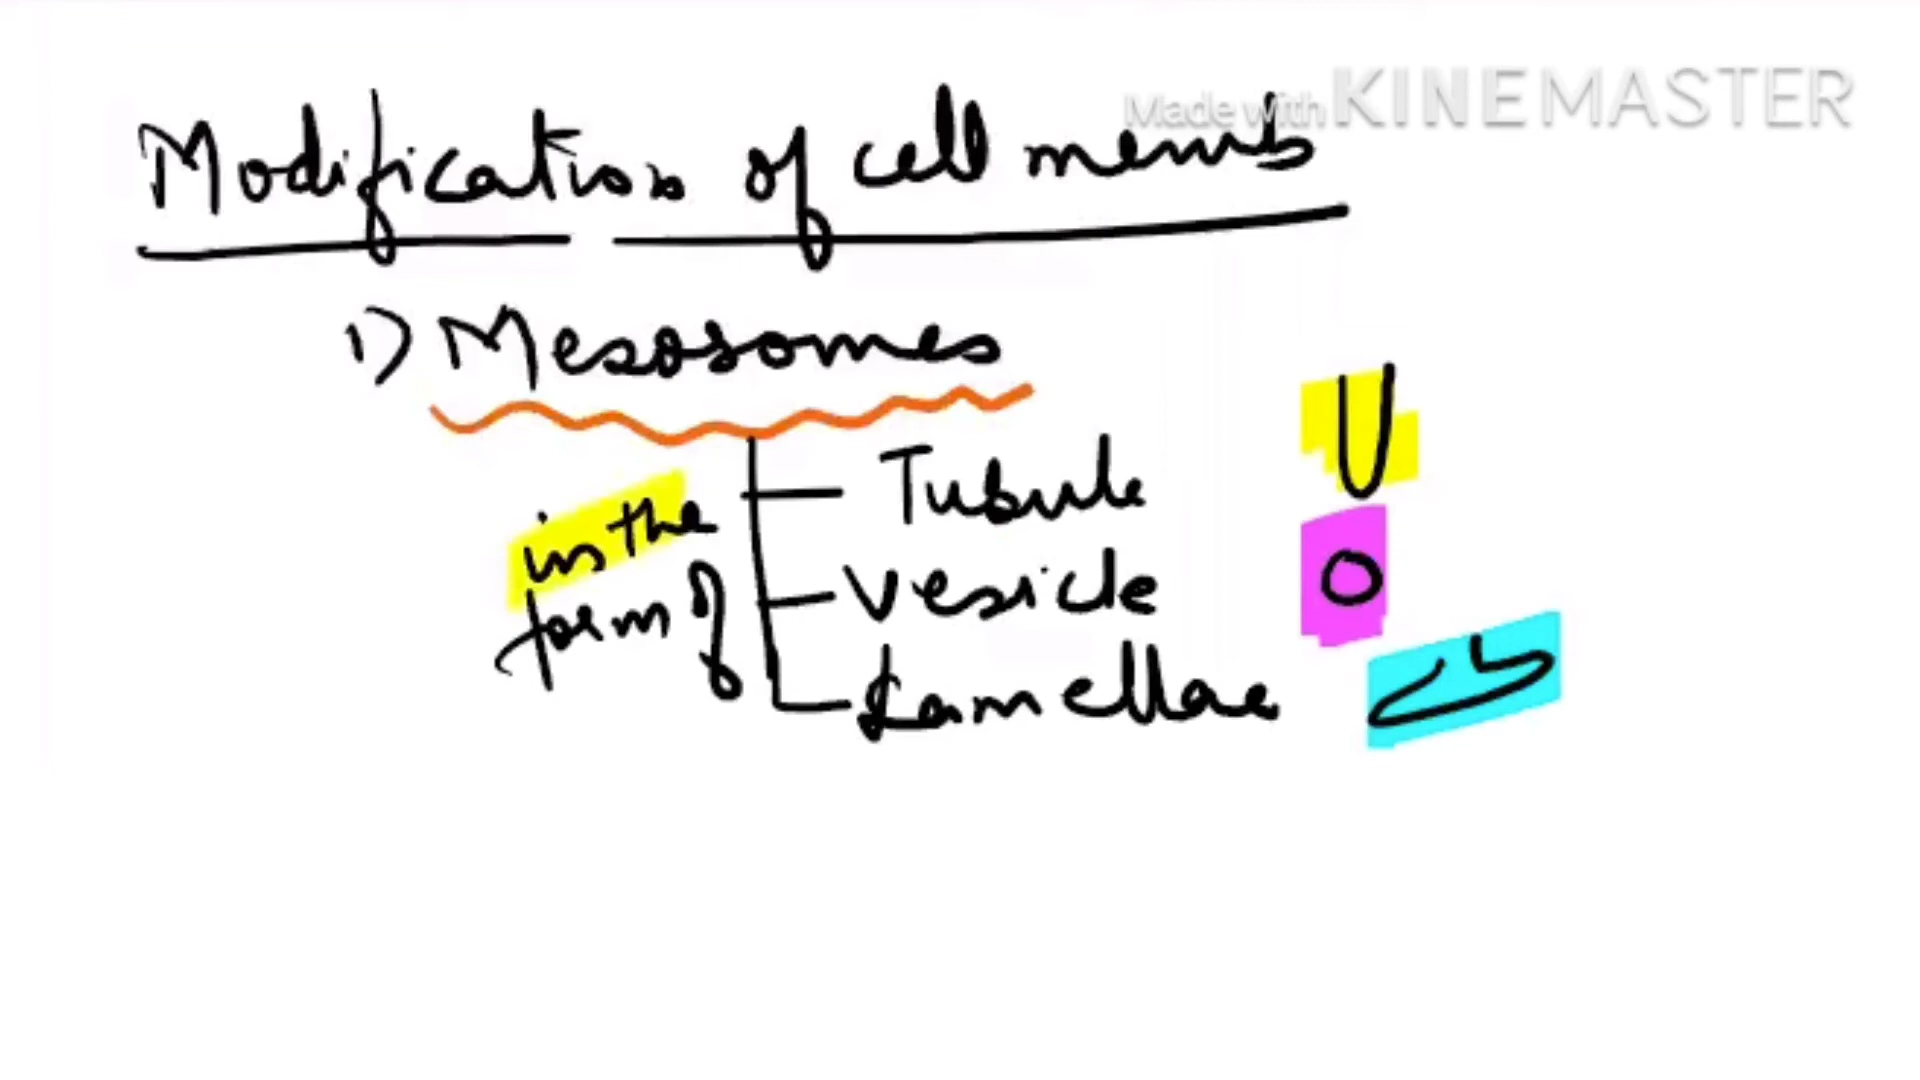 Made with KINEMASTER
Modification of cell memb
1) Mesosomes
in the
form of
Tubule
vesicle
Lamellae